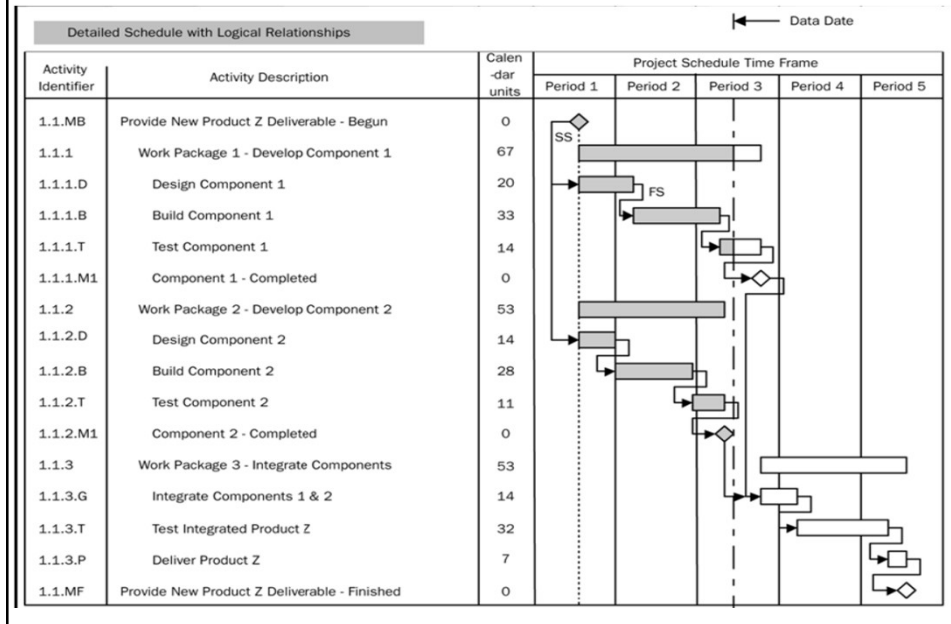 Data Date
Detailed Schedule with Logical Relationships
Activity Identifier
Activity Description
Calen-dar units
Project Schedule Time Frame
Period 1 Period 2 Period 3 Period 4 Period 5
1.1.MB Provide New Product Z Deliverable - Begun 0
SS
1.1.1 Work Package 1 - Develop Component 1 67
1.1.1.D Design Component 1 20
FS
1.1.1.B Build Component 1 33
1.1.1.T Test Component 1 14
1.1.1.M1 Component 1 - Completed 0
1.1.2 Work Package 2 - Develop Component 2 53
1.1.2.D Design Component 2 14
1.1.2.B Build Component 2 28
1.1.2.T Test Component 2 11
1.1.2.M1 Component 2 - Completed 0
1.1.3 Work Package 3 - Integrate Components 53
1.1.3.G Integrate Components 1 & 2 14
1.1.3.T Test Integrated Product Z 32
1.1.3.P Deliver Product Z 7
1.1.MF Provide New Product Z Deliverable - Finished 0